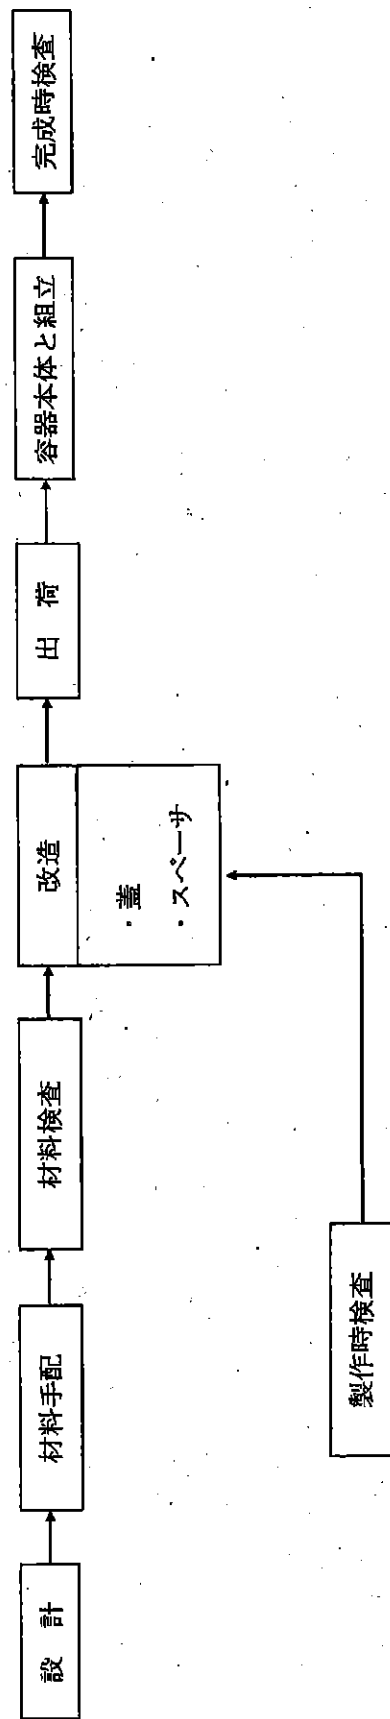 設 計
材料手配
材料検査
改造
・蓋
・スペーサ
出 荷
容器本体と組立
完成時検査
製作時検査